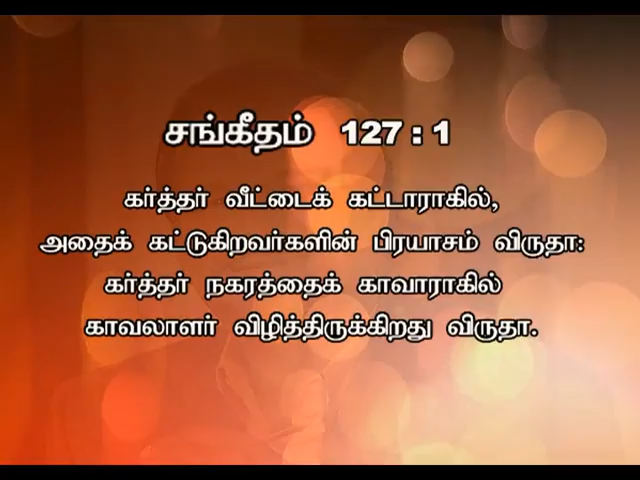 சங்கீதம் 127 : 1
கர்த்தர் வீட்டைக் கட்டாராகில்,
அதைக் கட்டுகிறவர்களின் பிரயாசம் விருதா:
கர்த்தர் நகரத்தைக் காவாராகில்
காவலாளர் விழித்திருக்கிறது விருதா.